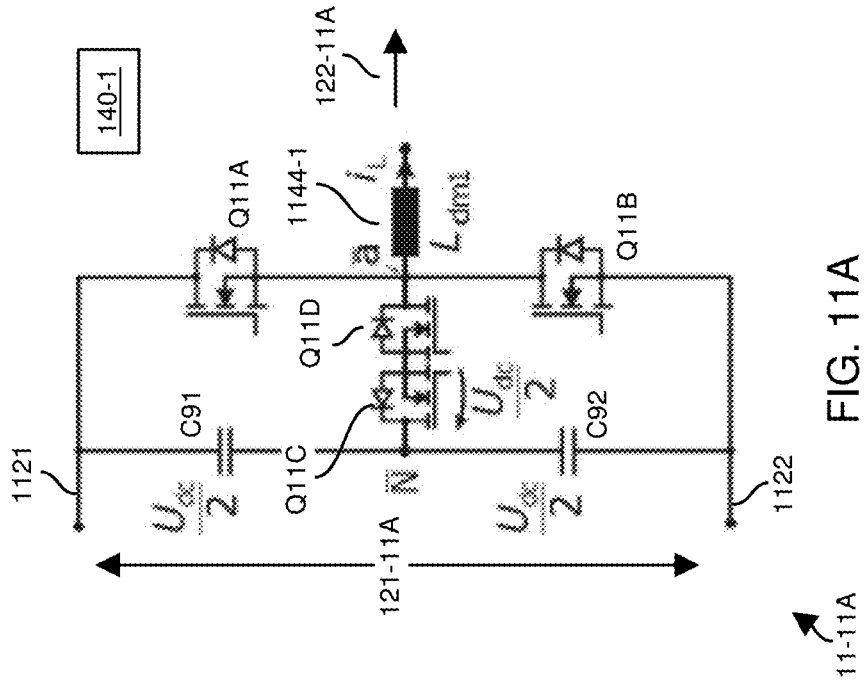 140-1
Q11A
122-11A
1121
C91
U_dc/2
Q11D
a
1144-1
i_L
L_dm1
Q11C
N
U_dc/2
121-11A
C92
Q11B
U_dc/2
1122
11-11A
FIG. 11A